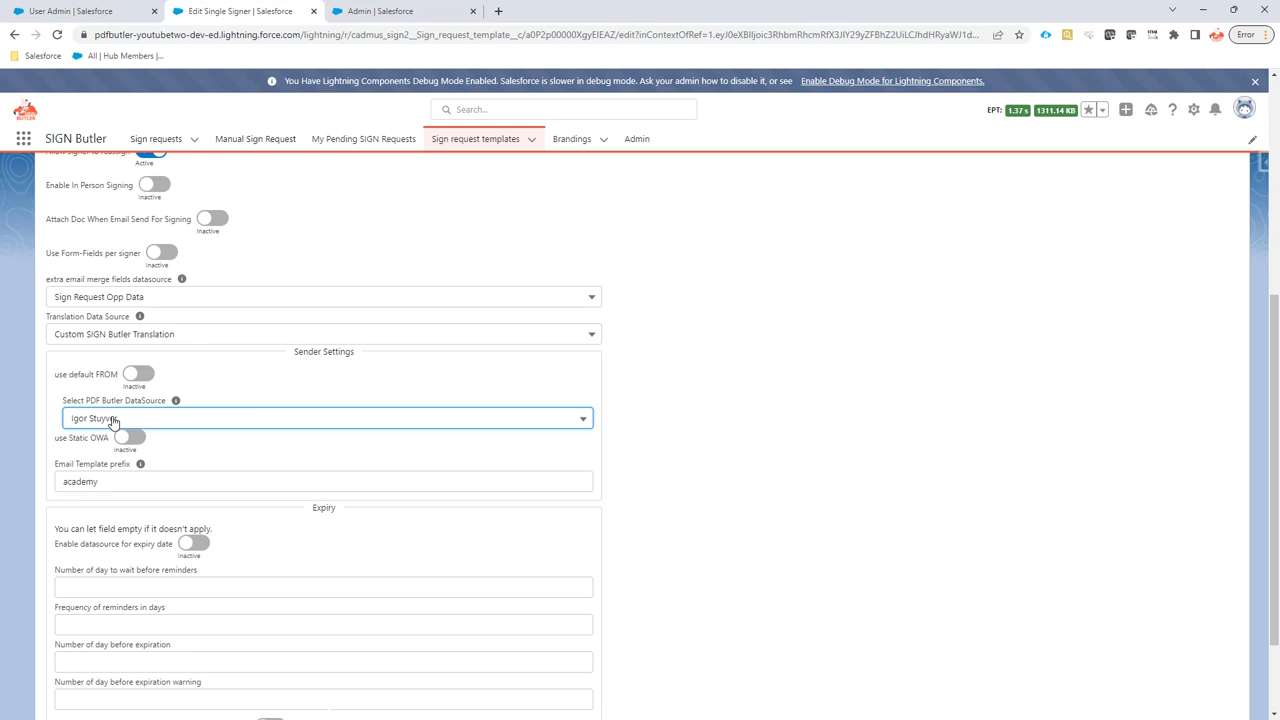 User Admin | Salesforce
Edit Single Signer | Salesforce
Admin | Salesforce
pdfbutler-youtubetwo-dev-ed.lightning.force.com/lightning/r/cadmus_sign2__Sign_request_template__c/
Error
Salesforce
All | Hub Members |...
You Have Lightning Components Debug Mode Enabled. Salesforce is slower in debug mode. Ask your admin how to disable it, or see Enable Debug Mode for Lightning Components.
Search...
EPT: 1.37 s 1311.14 KB
SIGN Butler
Sign requests
Manual Sign Request
My Pending SIGN Requests
Sign request templates
Brandings
Admin
Active
Enable In Person Signing
Inactive
Attach Doc When Email Send For Signing
Inactive
Use Form-Fields per signer
Inactive
extra email merge fields datasource
Sign Request Opp Data
Translation Data Source
Custom SIGN Butler Translation
Sender Settings
use default FROM
Inactive
Select PDF Butler DataSource
Igor Stuyver
use Static OWA
Inactive
Email Template prefix
academy
Expiry
You can let field empty if it doesn't apply.
Enable datasource for expiry date
Inactive
Number of day to wait before reminders
Frequency of reminders in days
Number of day before expiration
Number of day before expiration warning